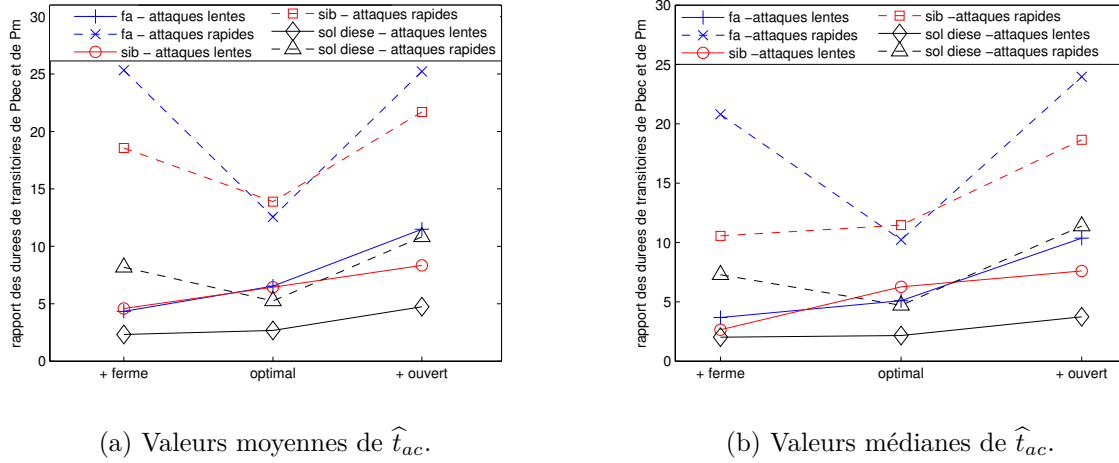 rapport des durees de transitoires de Pbec et de Pm
30
25
20
15
10
5
0
+ ferme
optimal
+ ouvert
fa – attaques lentes
fa – attaques rapides
sib – attaques lentes
sib – attaques rapides
sol diese – attaques lentes
sol diese – attaques rapides
(a) Valeurs moyennes de t̂ac.
rapport des durees de transitoires de Pbec et de Pm
30
25
20
15
10
5
0
+ ferme
optimal
+ ouvert
fa –attaques lentes
fa –attaques rapides
sib –attaques lentes
sib –attaques rapides
sol diese –attaques lentes
sol diese –attaques rapides
(b) Valeurs médianes de t̂ac.